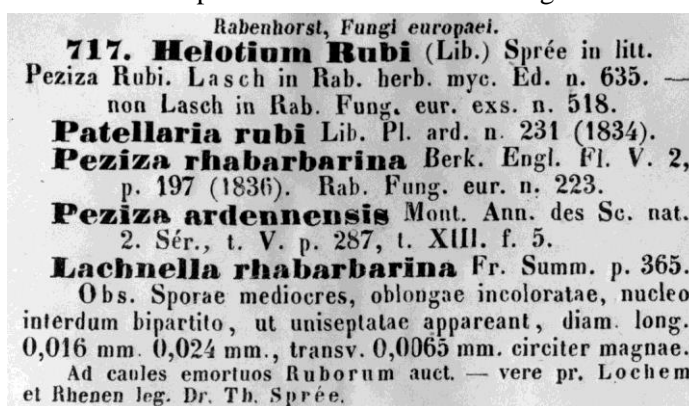 Rabenhorst, Fungi europaei.
717. Helotium Rubi (Lib.) Sprée in litt.
Peziza Rubi. Lasch in Rab. herb. myc. Ed. n. 635. —
non Lasch in Rab. Fung. eur. exs. n. 518.
Patellaria rubi Lib. Pl. ard. n. 231 (1834).
Peziza rhabarbarina Berk. Engl. Fl. V. 2,
p. 197 (1836). Rab. Fung. eur. n. 223.
Peziza ardennensis Mont. Ann. des Sc. nat.
2. Sér., t. V. p. 287, t. XIII. f. 5.
Lachnella rhabarbarina Fr. Summ. p. 365.
Obs. Sporae mediocres, oblongae incoloratae, nucleo
interdum bipartito, ut uniseptatae appareant, diam. long.
0,016 mm. 0,024 mm., transv. 0,0065 mm. circiter magnae.
Ad caules emortuos Ruborum auct. — vere pr. Lochem
et Rhenen leg. Dr. Th. Sprée.